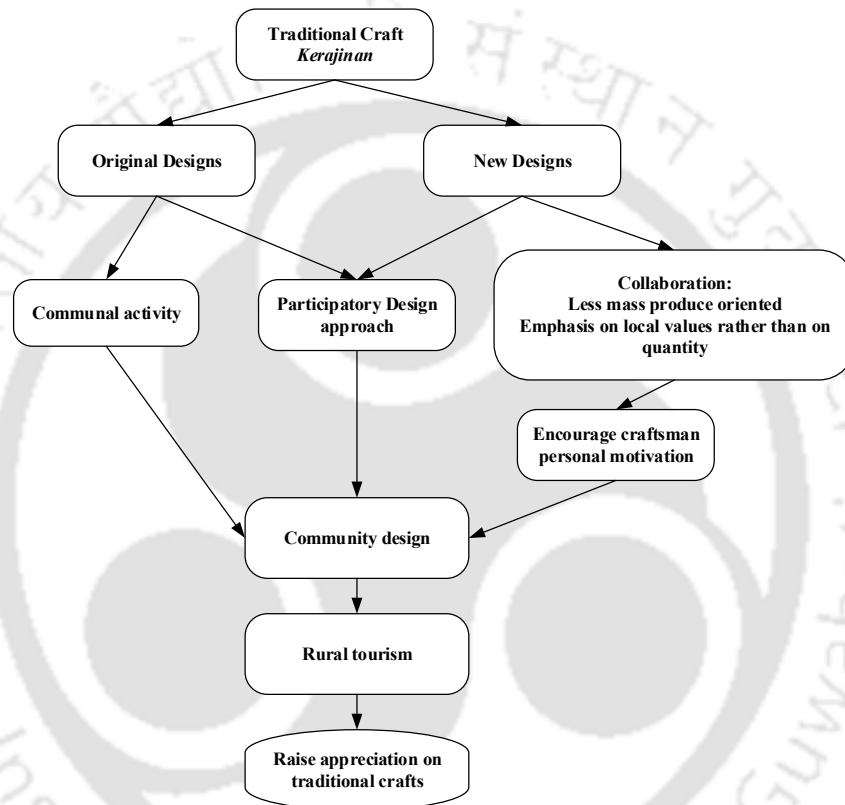 Traditional Craft
Kerajinan
Original Designs
New Designs
Communal activity
Participatory Design
approach
Collaboration:
Less mass produce oriented
Emphasis on local values rather than on
quantity
Encourage craftsman
personal motivation
Community design
Rural tourism
Raise appreciation on
traditional crafts